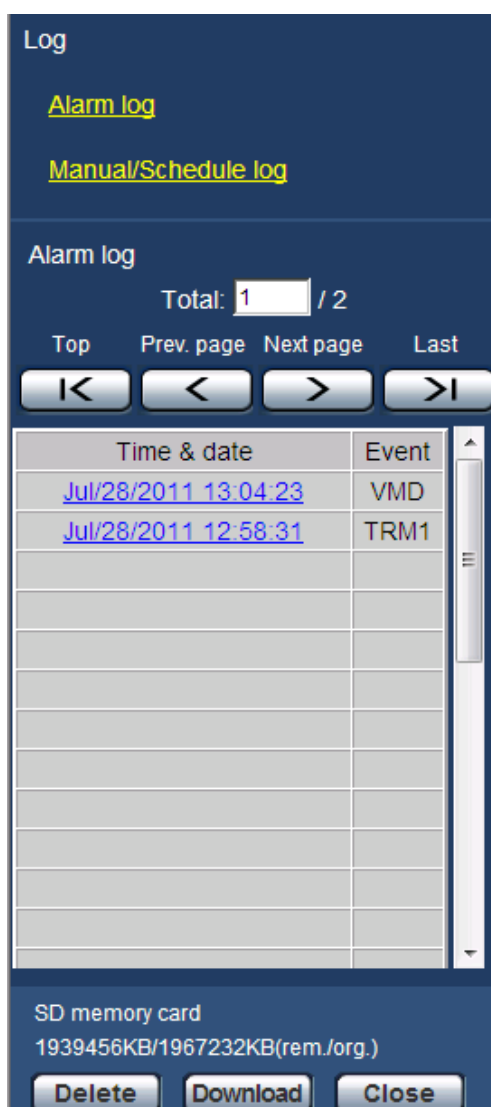 Log
Alarm log
Manual/Schedule log
Alarm log
Total: 1 / 2
Top Prev. page Next page Last
Time & date Event
Jul/28/2011 13:04:23 VMD
Jul/28/2011 12:58:31 TRM1
SD memory card
1939456KB/1967232KB(rem./org.)
Delete Download Close